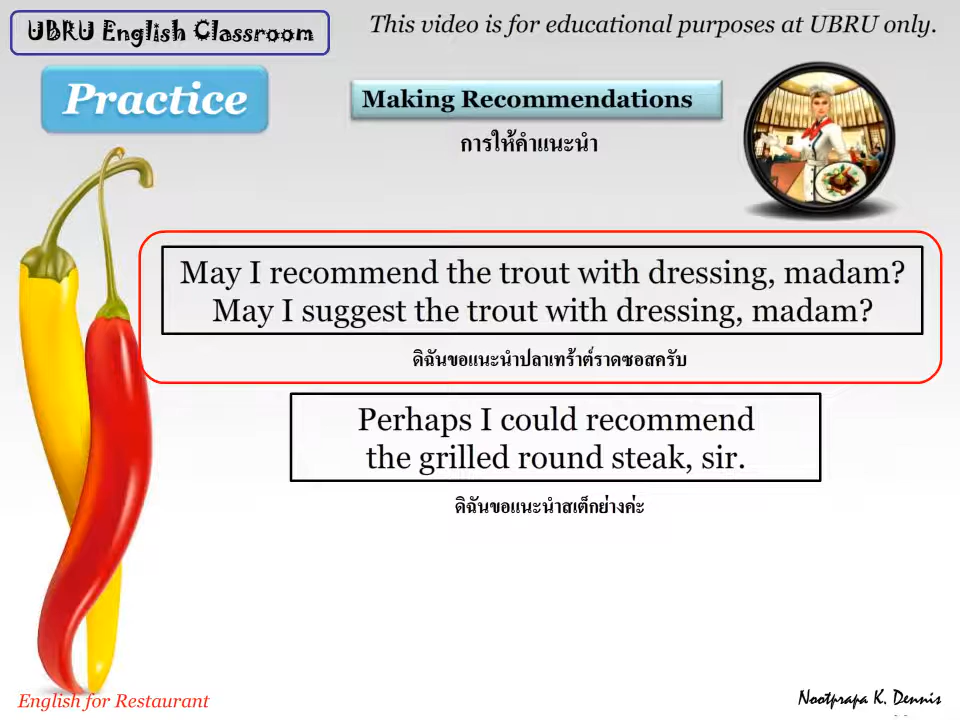 UBRU English Classroom
This video is for educational purposes at UBRU only.
Practice
Making Recommendations
การให้คำแนะนำ
May I recommend the trout with dressing, madam?
May I suggest the trout with dressing, madam?
ดิฉันขอแนะนำปลาเทร้าต์ราดซอสครับ
Perhaps I could recommend
the grilled round steak, sir.
ดิฉันขอแนะนำสเต็กย่างค่ะ
English for Restaurant
Nootprapa K. Dennis